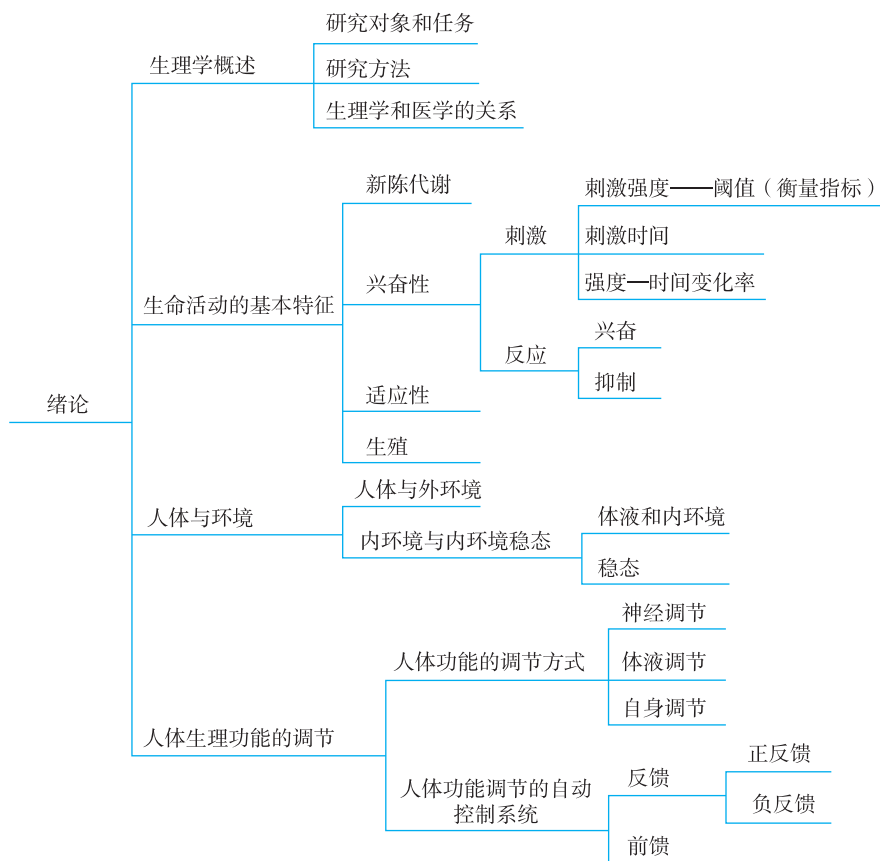 绪论
生理学概述
研究对象和任务
研究方法
生理学和医学的关系
生命活动的基本特征
新陈代谢
兴奋性
刺激
刺激强度——阈值（衡量指标）
刺激时间
强度—时间变化率
反应
兴奋
抑制
适应性
生殖
人体与环境
人体与外环境
内环境与内环境稳态
体液和内环境
稳态
人体生理功能的调节
人体功能的调节方式
神经调节
体液调节
自身调节
人体功能调节的自动
控制系统
反馈
正反馈
负反馈
前馈